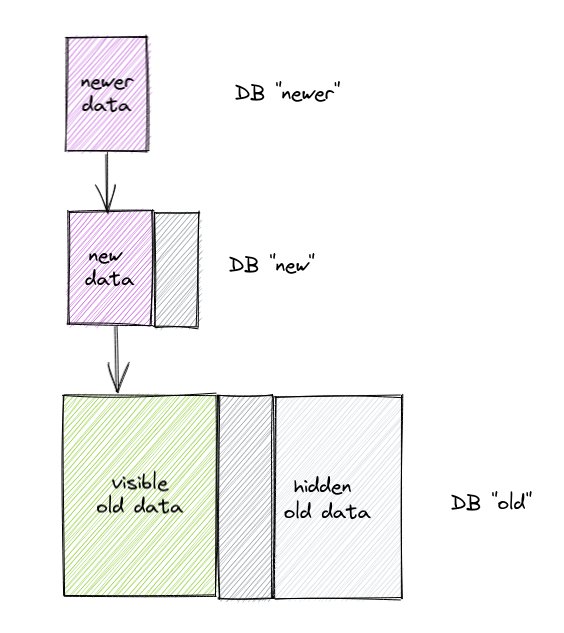 newer
data
DB "newer"
new
data
DB "new"
visible
old data
hidden
old data
DB "old"